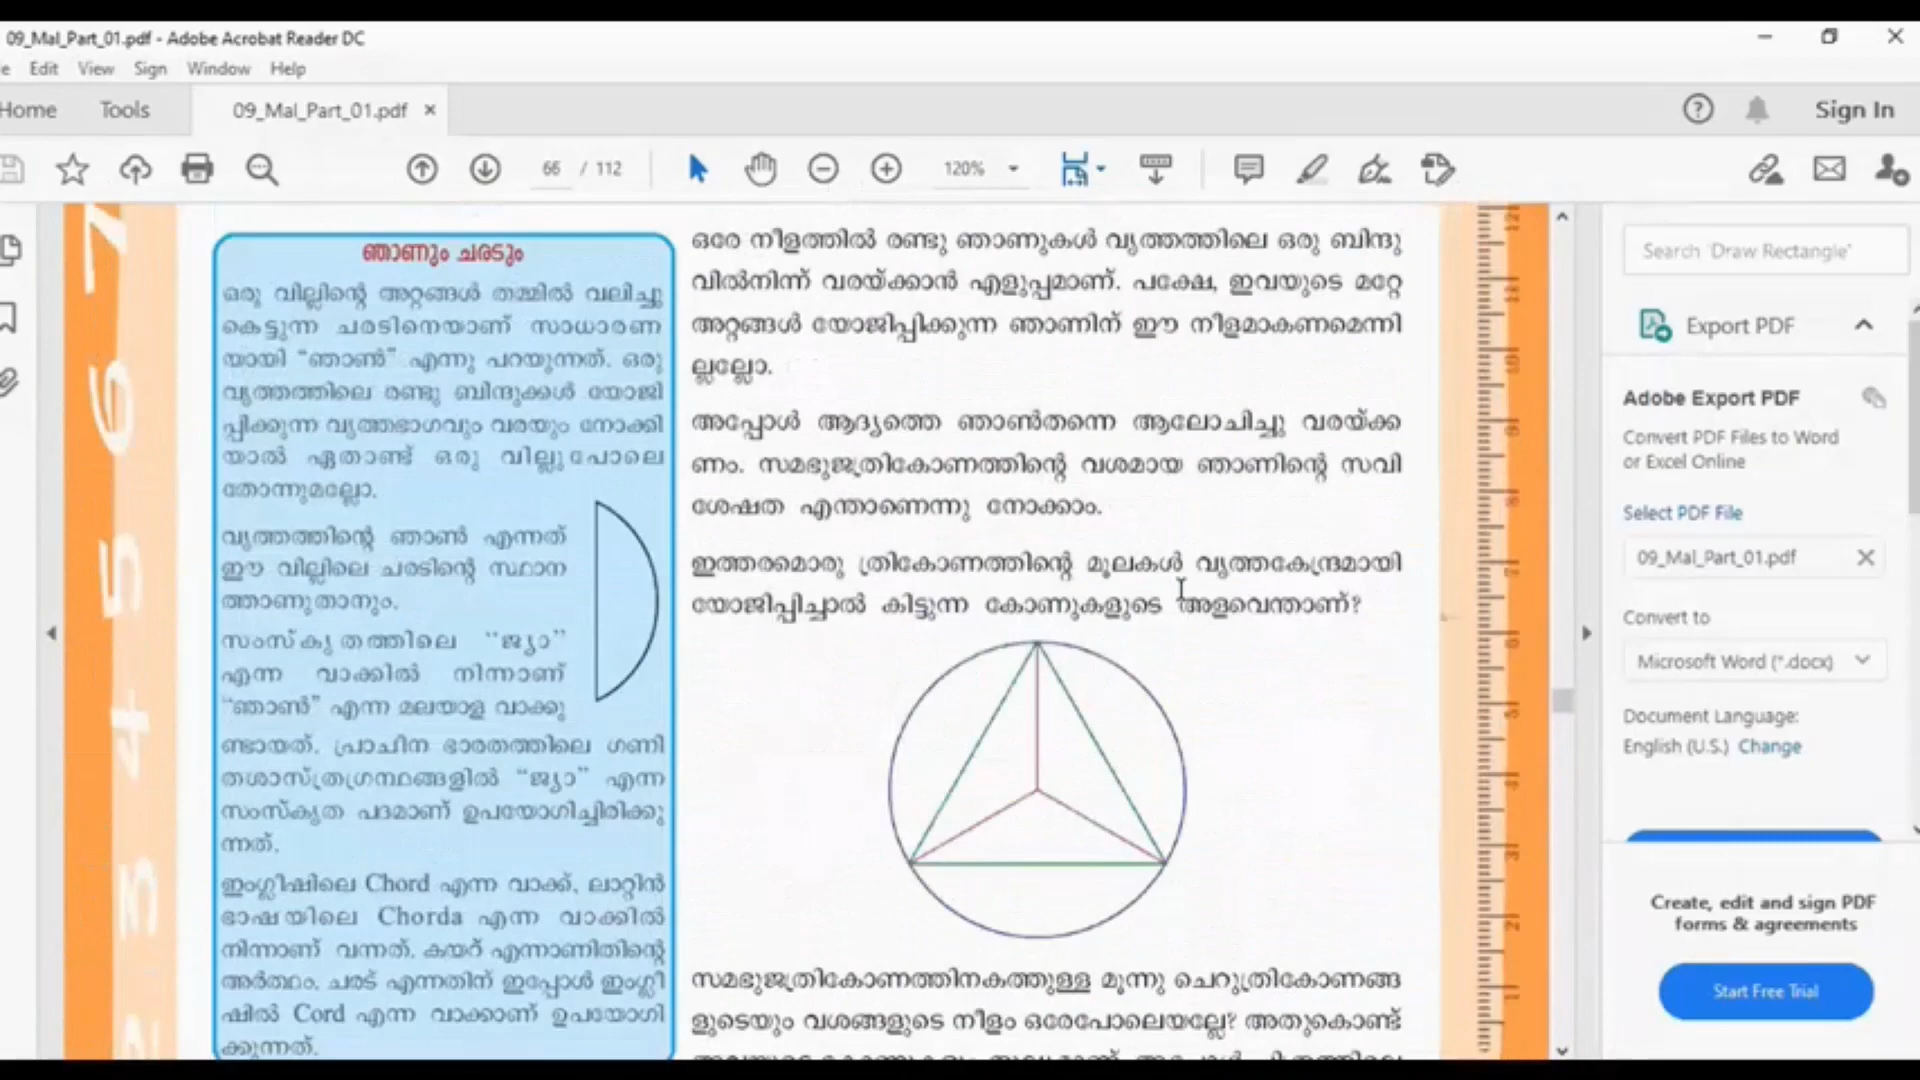 09_Mal_Part_01.pdf - Adobe Acrobat Reader DC
Edit View Sign Window Help
Home Tools 09_Mal_Part_01.pdf × Sign In
66 / 112 120%
ഞാണും ചരടും
ഒരു വില്ലിന്റെ അറ്റങ്ങൾ തമ്മിൽ വലിച്ചു
കെട്ടുന്ന ചരടിനെയാണ് സാധാരണ
യായി “ഞാൺ” എന്നു പറയുന്നത്. ഒരു
വൃത്തത്തിലെ രണ്ടു ബിന്ദുക്കൾ യോജി
പ്പിക്കുന്ന വൃത്തഭാഗവും വരയും നോക്കി
യാൽ ഏതാണ്ട് ഒരു വില്ലുപോലെ
തോന്നുമല്ലോ.
വൃത്തത്തിന്റെ ഞാൺ എന്നത്
ഈ വില്ലിലെ ചരടിന്റെ സ്ഥാന
ത്താണുതാനും.
സംസ്കൃതത്തിലെ “ജ്യാ”
എന്ന വാക്കിൽ നിന്നാണ്
“ഞാൺ” എന്ന മലയാള വാക്കു
ണ്ടായത്. പ്രാചീന ഭാരതത്തിലെ ഗണി
തശാസ്ത്രഗ്രന്ഥങ്ങളിൽ “ജ്യാ” എന്ന
സംസ്കൃത പദമാണ് ഉപയോഗിച്ചിരിക്കു
ന്നത്.
ഇംഗ്ലീഷിലെ Chord എന്ന വാക്ക്, ലാറ്റിൻ
ഭാഷയിലെ Chorda എന്ന വാക്കിൽ
നിന്നാണ് വന്നത്. കയറ് എന്നാണിതിന്റെ
അർത്ഥം. ചരട് എന്നതിന് ഇപ്പോൾ ഇംഗ്ലീ
ഷിൽ Cord എന്ന വാക്കാണ് ഉപയോഗി
ക്കുന്നത്.
ഒരേ നീളത്തിൽ രണ്ടു ഞാണുകൾ വൃത്തത്തിലെ ഒരു ബിന്ദു
വിൽനിന്ന് വരയ്ക്കാൻ എളുപ്പമാണ്. പക്ഷേ, ഇവയുടെ മറ്റേ
അറ്റങ്ങൾ യോജിപ്പിക്കുന്ന ഞാണിന് ഈ നീളമാകണമെന്നി
ല്ലല്ലോ.
അപ്പോൾ ആദ്യത്തെ ഞാൺതന്നെ ആലോചിച്ചു വരയ്ക്ക
ണം. സമഭുജത്രികോണത്തിന്റെ വശമായ ഞാണിന്റെ സവി
ശേഷത എന്താണെന്നു നോക്കാം.
ഇത്തരമൊരു ത്രികോണത്തിന്റെ മൂലകൾ വൃത്തകേന്ദ്രമായി
യോജിപ്പിച്ചാൽ കിട്ടുന്ന കോണുകളുടെ അളവെന്താണ്?
സമഭുജത്രികോണത്തിനകത്തുള്ള മൂന്നു ചെറുത്രികോണങ്ങ
ളുടെയും വശങ്ങളുടെ നീളം ഒരേപോലെയല്ലേ? അതുകൊണ്ട്
Search 'Draw Rectangle'
Export PDF
Adobe Export PDF
Convert PDF Files to Word
or Excel Online
Select PDF File
09_Mal_Part_01.pdf
Convert to
Microsoft Word (*.docx)
Document Language:
English (U.S.) Change
Create, edit and sign PDF
forms & agreements
Start Free Trial